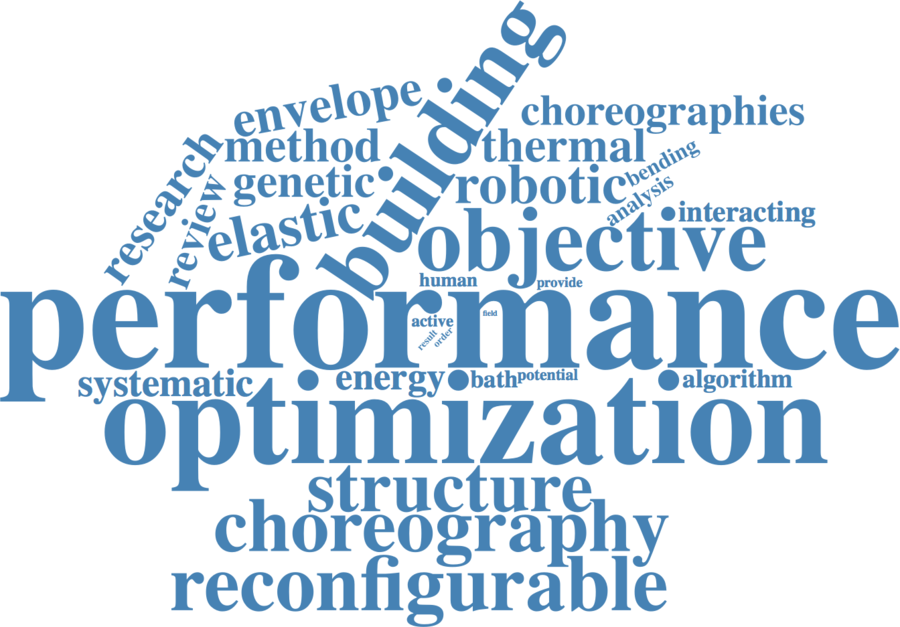 building
envelope
choreographies
method
thermal
research
genetic
robotic
bending
review
analysis
elastic
interacting
objective
human
provide
performance
active
field
result
order
systematic
energy
bath
potential
algorithm
optimization
structure
choreography
reconfigurable